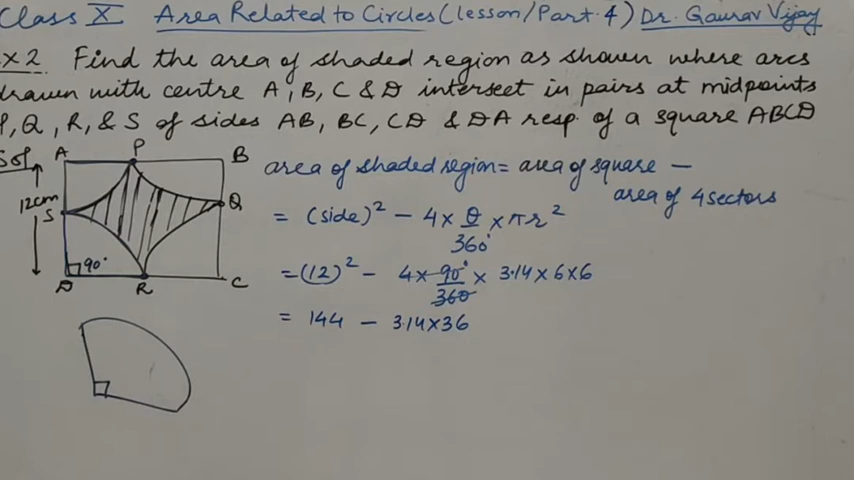 Class X Area Related to Circles (lesson/Part.4) Dr. Gaurav Vijay
x 2 Find the area of shaded region as shown where arcs
drawn with centre A, B, C & D intersect in pairs at midpoints
P, Q, R, & S of sides AB, BC, CD & DA resp. of a square ABCD
Sol
A P B
12cm
S Q
90°
D R C
area of shaded region = area of square —
area of 4 sectors
= (side)² - 4 × θ/360° × πr²
= (12)² - 4 × 90°/360 × 3.14 × 6 × 6
= 144 - 3.14 × 36